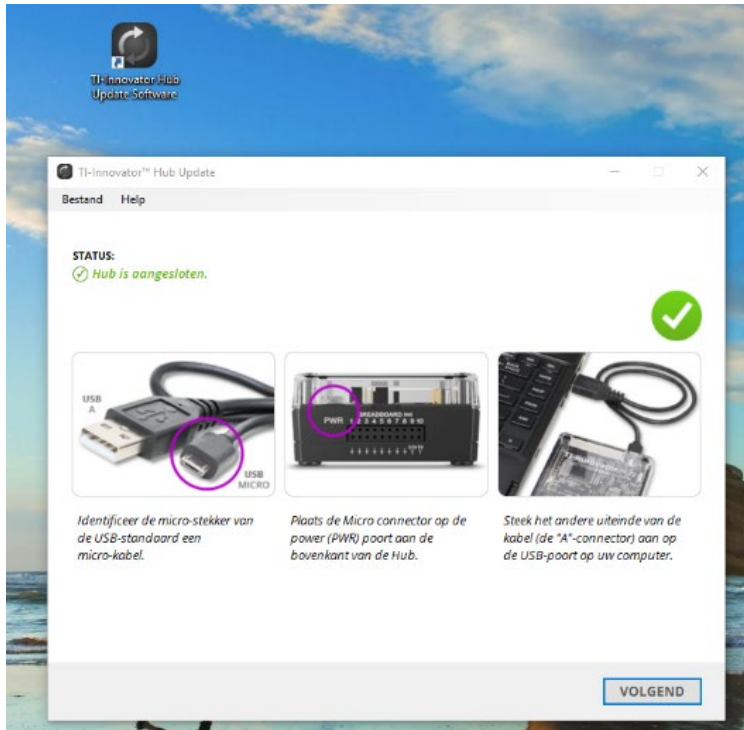 TI-Innovator Hub
Update Software
TI-Innovator™ Hub Update
Bestand Help
STATUS:
Hub is aangesloten.
USB
A
USB
MICRO
PWR
BREADBOARD
1 2 3 4 5 6 7 8 9 10
TI-Innovator
Identificeer de micro-stekker van
de USB-standaard een
micro-kabel.
Plaats de Micro connector op de
power (PWR) poort aan de
bovenkant van de Hub.
Steek het andere uiteinde van de
kabel (de "A"-connector) aan op
de USB-poort op uw computer.
VOLGEND